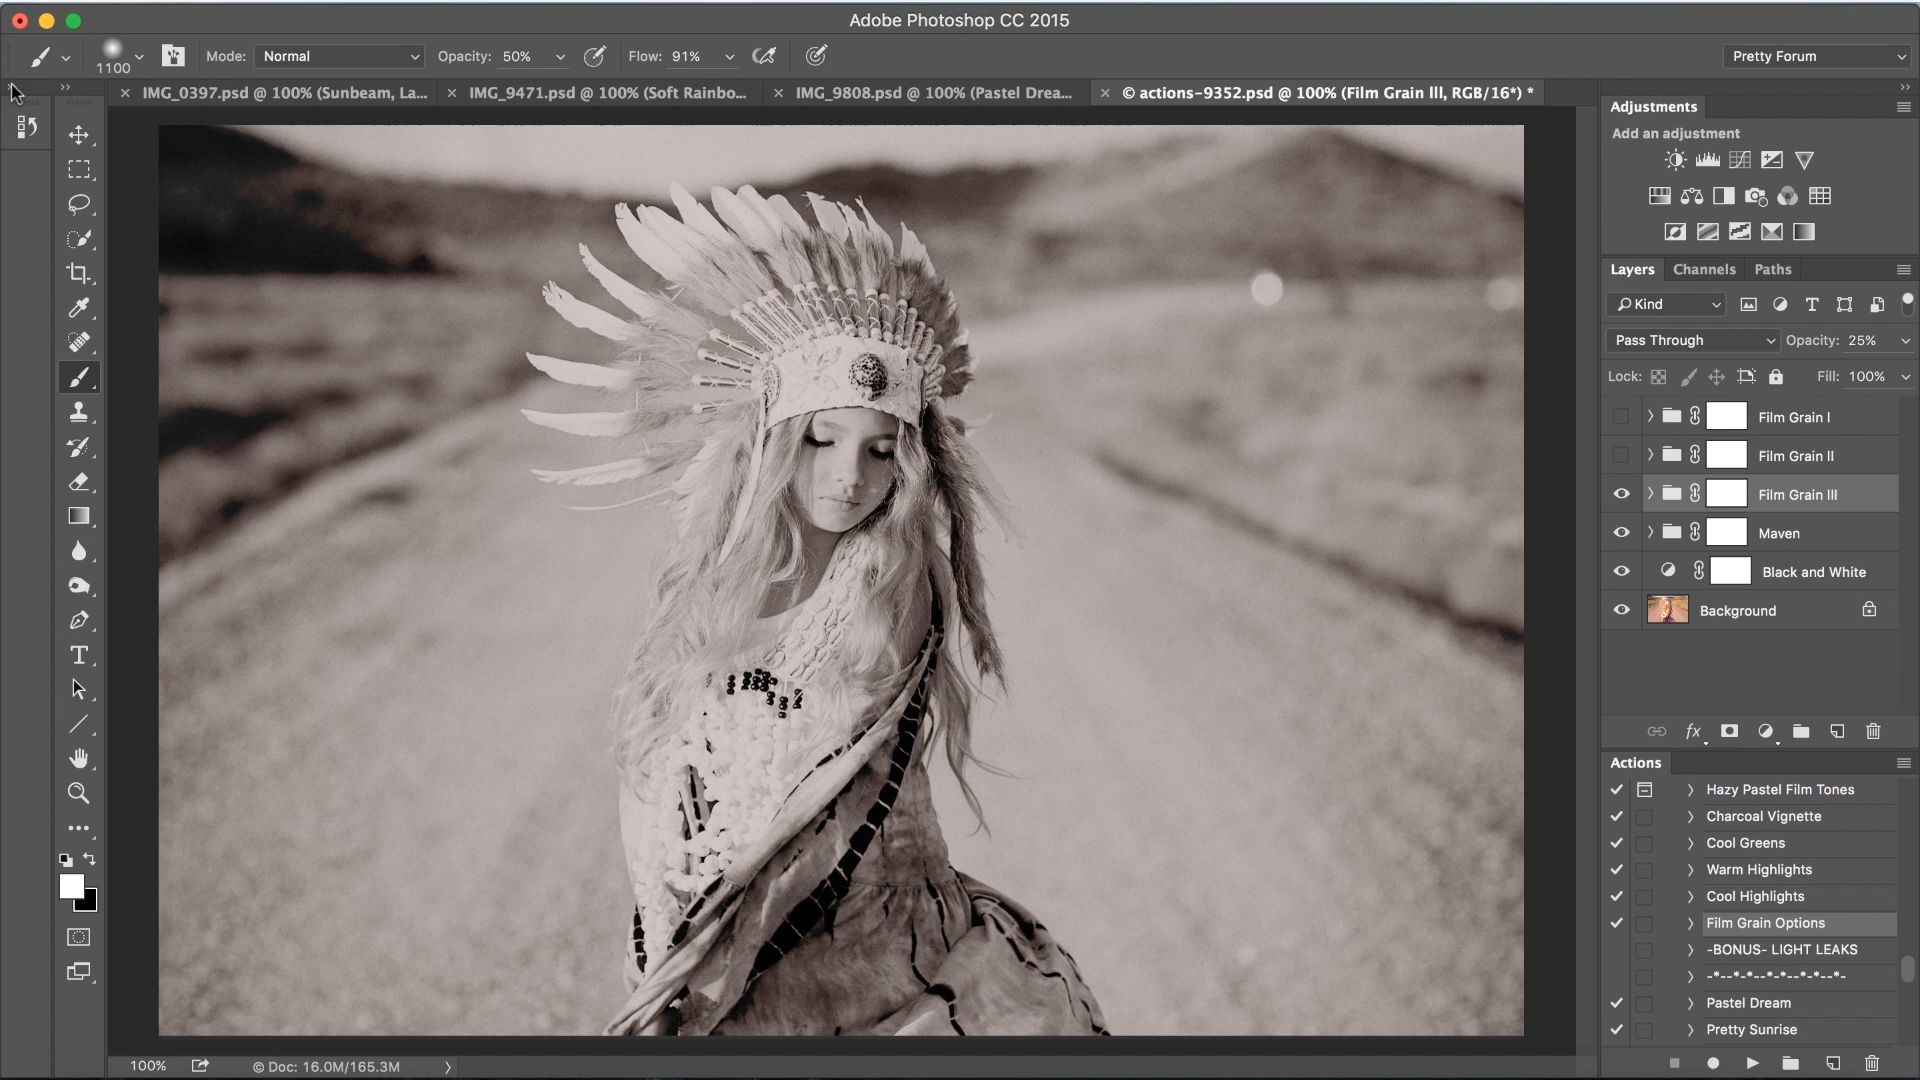 Adobe Photoshop CC 2015
1100
Mode: Normal
Opacity: 50%
Flow: 91%
Pretty Forum
IMG_0397.psd @ 100% (Sunbeam, La...
IMG_9471.psd @ 100% (Soft Rainbo...
IMG_9808.psd @ 100% (Pastel Drea...
© actions-9352.psd @ 100% (Film Grain III, RGB/16*) *
Adjustments
Add an adjustment
Layers Channels Paths
Kind
Pass Through Opacity: 25%
Lock: Fill: 100%
Film Grain I
Film Grain II
Film Grain III
Maven
Black and White
Background
fx
Actions
Hazy Pastel Film Tones
Charcoal Vignette
Cool Greens
Warm Highlights
Cool Highlights
Film Grain Options
-BONUS- LIGHT LEAKS
-*--*-*--*-*--*-*--*-
Pastel Dream
Pretty Sunrise
100%
© Doc: 16.0M/165.3M